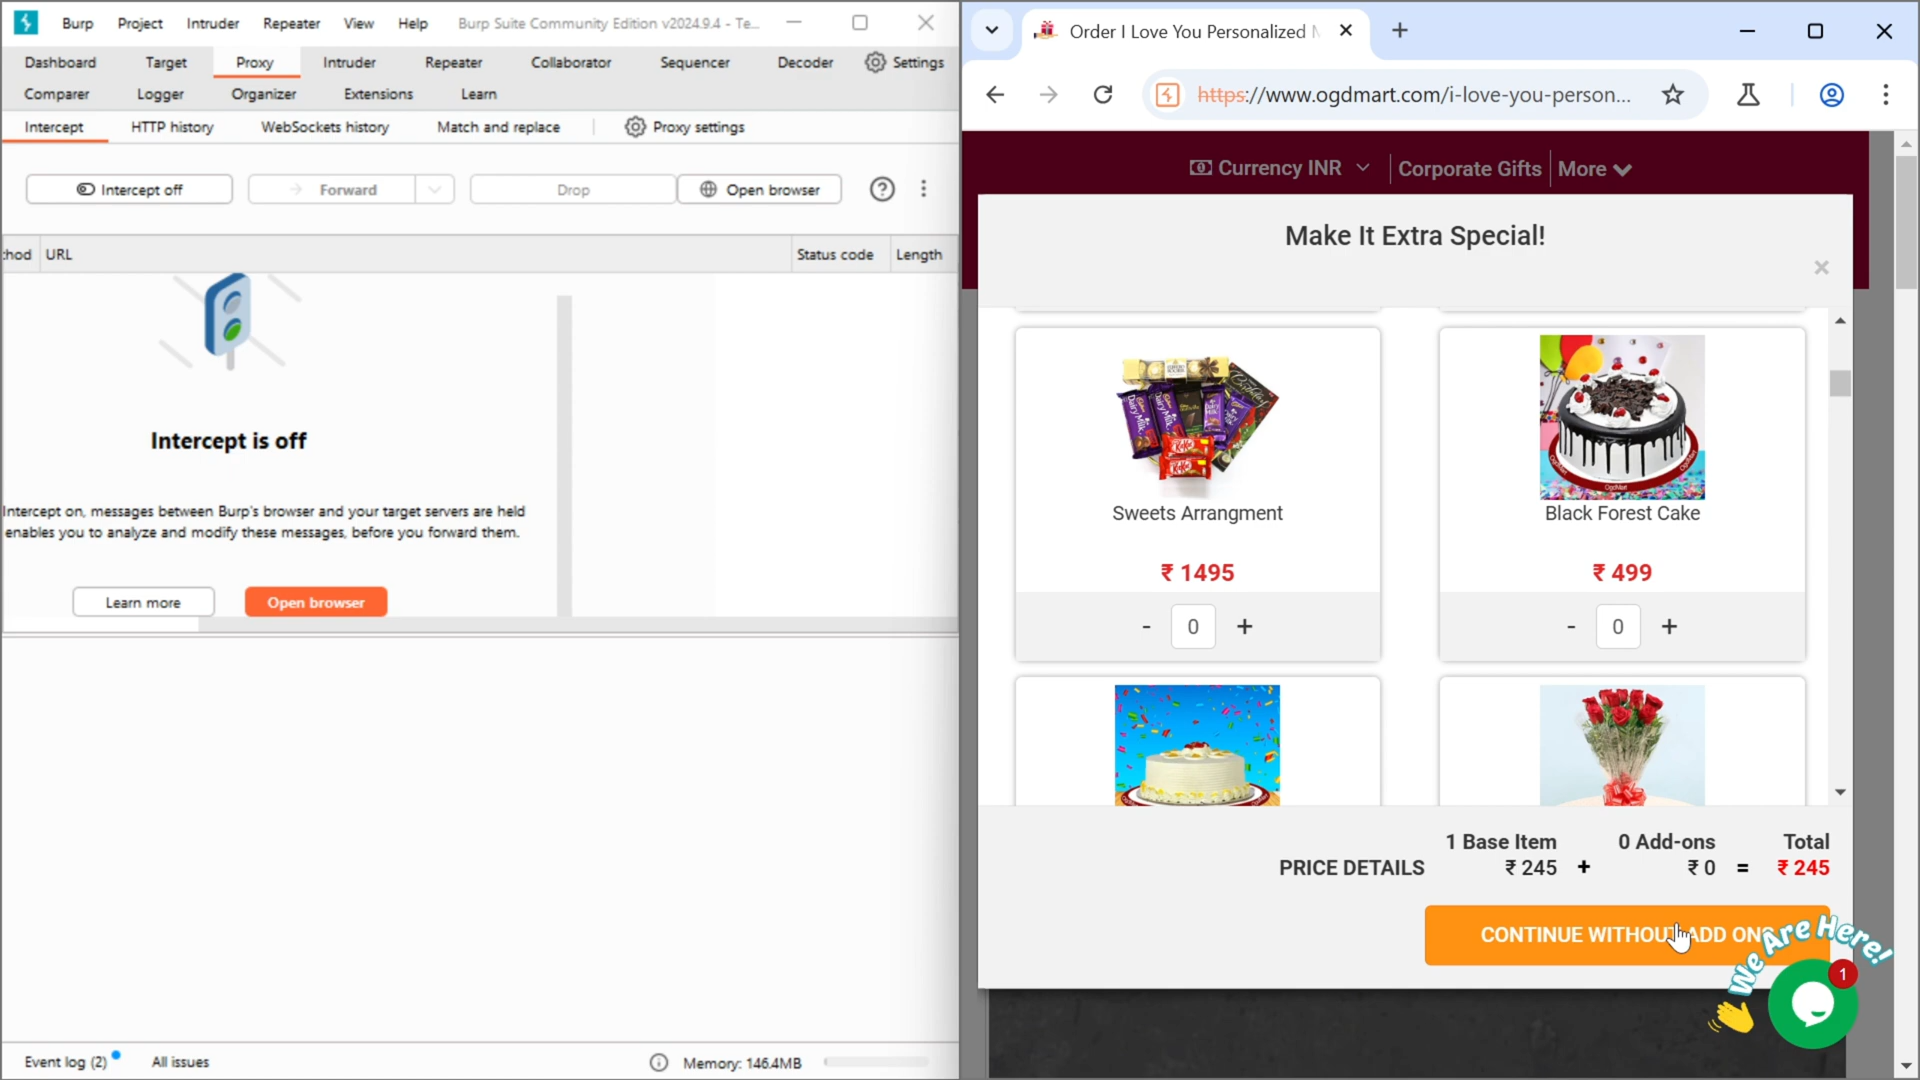 Burp Project Intruder Repeater View Help Burp Suite Community Edition v2024.9.4 - Te...
Dashboard Target Proxy Intruder Repeater Collaborator Sequencer Decoder Settings
Comparer Logger Organizer Extensions Learn
Intercept HTTP history WebSockets history Match and replace Proxy settings
Intercept off Forward Drop Open browser
thod URL Status code Length
Intercept is off
Intercept on, messages between Burp's browser and your target servers are held
enables you to analyze and modify these messages, before you forward them.
Learn more Open browser
Event log (2) All issues Memory: 146.4MB
Order I Love You Personalized
https://www.ogdmart.com/i-love-you-person...
Currency INR Corporate Gifts More
Make It Extra Special!
×
Sweets Arrangment
₹ 1495
- 0 +
Black Forest Cake
₹ 499
- 0 +
1 Base Item 0 Add-ons Total
PRICE DETAILS ₹ 245 + ₹ 0 = ₹ 245
CONTINUE WITHOUT ADD ONS
We Are Here!
1